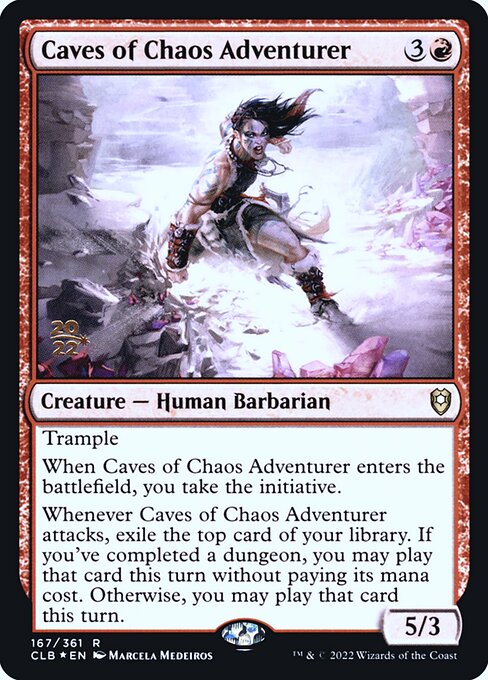 Caves of Chaos Adventurer 3
20
22*
Creature — Human Barbarian
Trample
When Caves of Chaos Adventurer enters the
battlefield, you take the initiative.
Whenever Caves of Chaos Adventurer
attacks, exile the top card of your library. If
you've completed a dungeon, you may play
that card this turn without paying its mana
cost. Otherwise, you may play that card
this turn.
5/3
167/361 R
CLB ★ EN Marcela Medeiros
™ & © 2022 Wizards of the Coast